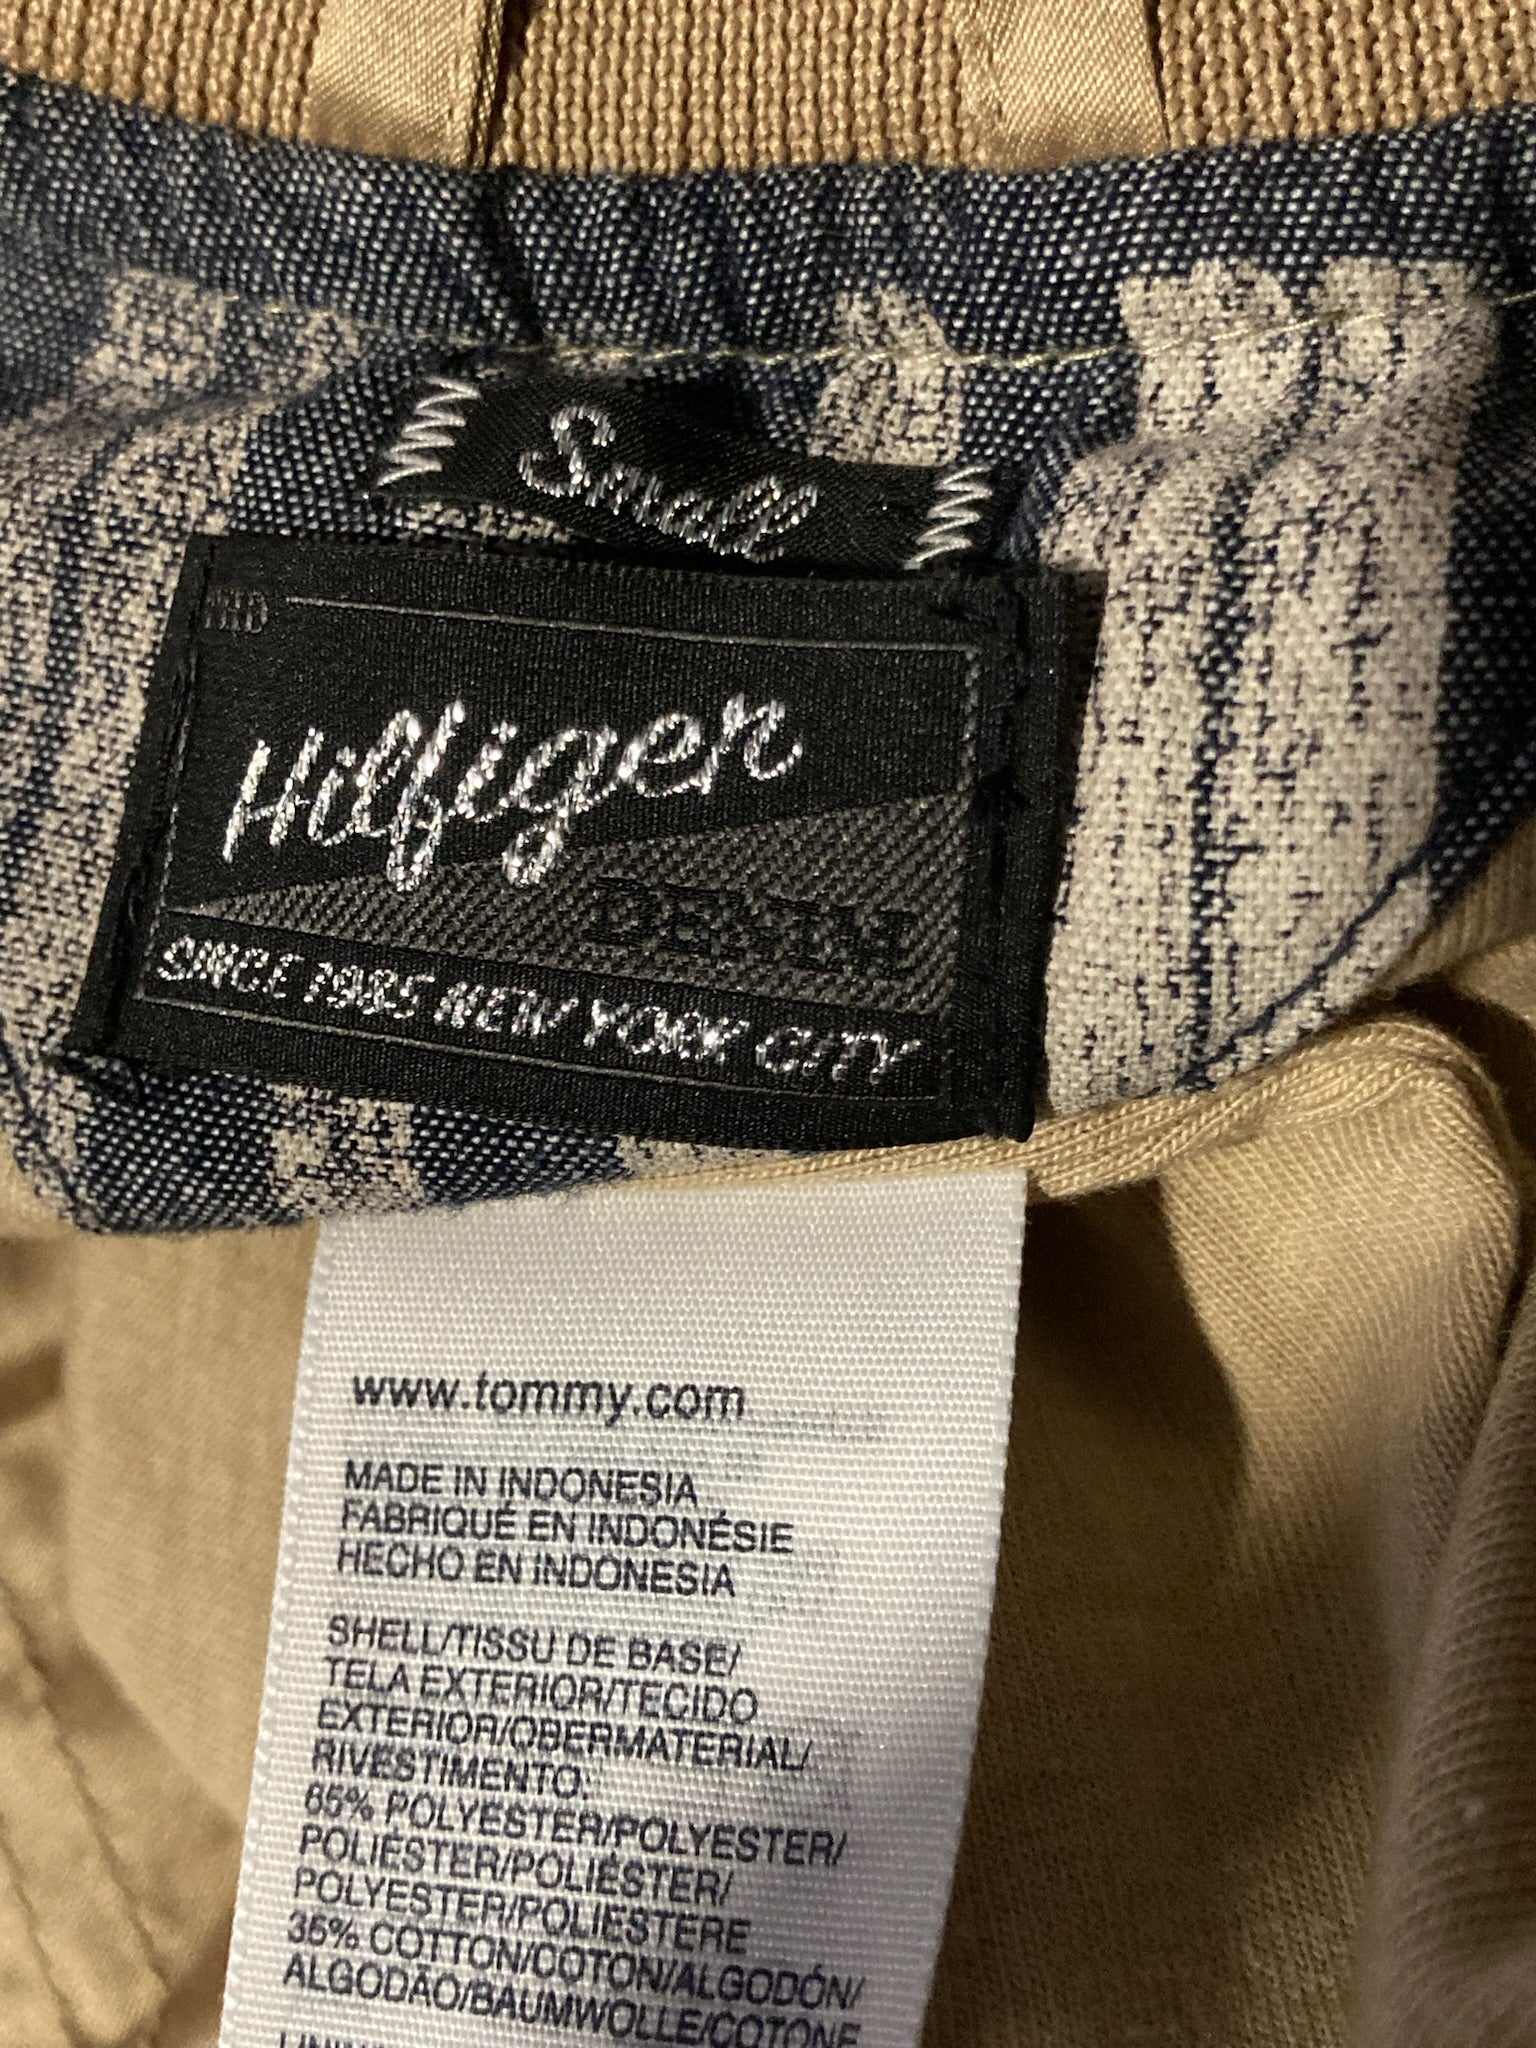 Small
Hilfiger
DENIM
SINCE 1985 NEW YORK CITY
www.tommy.com
MADE IN INDONESIA
FABRIQUÉ EN INDONÉSIE
HECHO EN INDONESIA
SHELL/TISSU DE BASE/
TELA EXTERIOR/TECIDO
EXTERIOR/OBERMATERIAL/
RIVESTIMENTO:
65% POLYESTER/POLYESTER/
POLIÉSTER/POLIÉSTER/
POLYESTER/POLIESTERE
35% COTTON/COTON/ALGODÓN/
ALGODÃO/BAUMWOLLE/COTONE